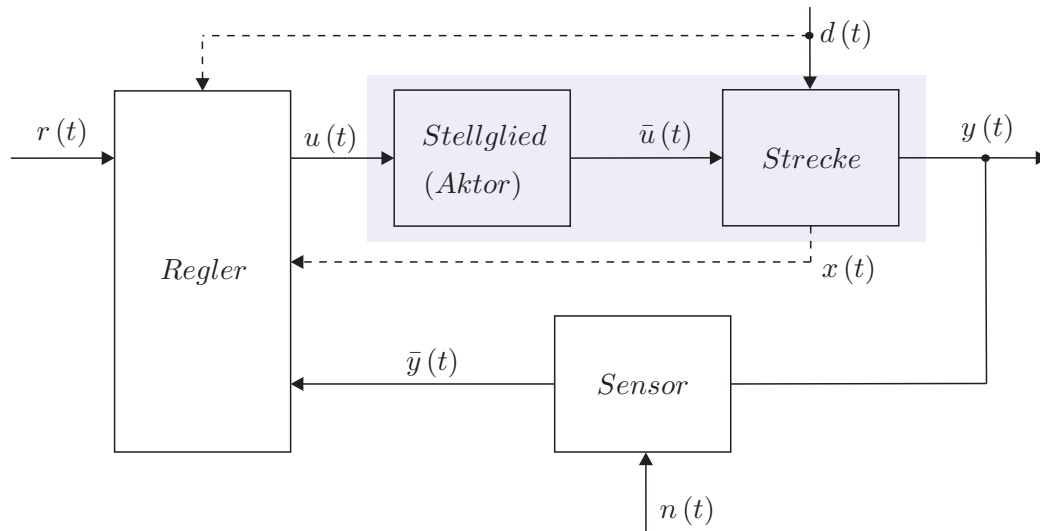 d (t)
r (t)
u (t)
Stellglied
(Aktor)
ū (t)
Strecke
y (t)
Regler
x (t)
ȳ (t)
Sensor
n (t)